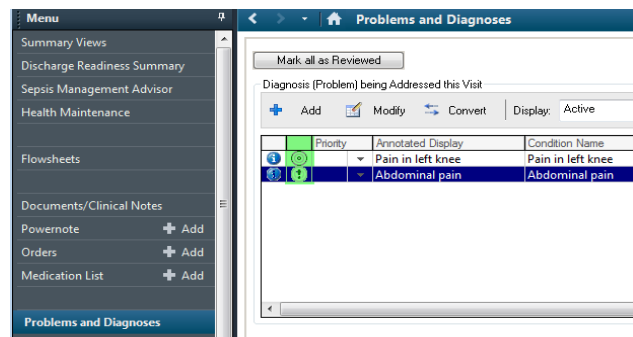 Menu
Summary Views
Discharge Readiness Summary
Sepsis Management Advisor
Health Maintenance
Flowsheets
Documents/Clinical Notes
Powernote + Add
Orders + Add
Medication List + Add
Problems and Diagnoses
Problems and Diagnoses
Mark all as Reviewed
Diagnosis (Problem) being Addressed this Visit
Add Modify Convert Display: Active
Priority Annotated Display Condition Name
Pain in left knee Pain in left knee
Abdominal pain Abdominal pain